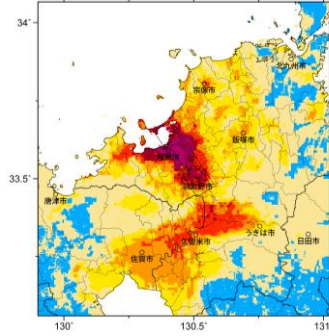 34˚
北九州市
宗像市
飯塚市
福岡市
33.5˚
筑紫野市
唐津市
うきは市
久留米市
日田市
佐賀市
130˚
130.5˚
131